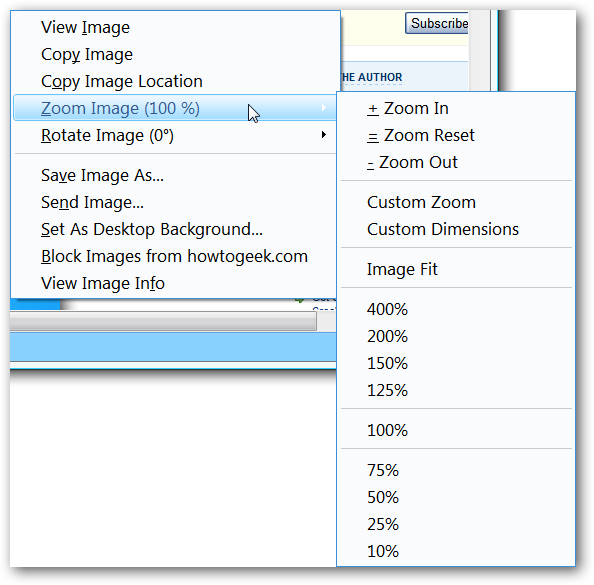 View Image
Copy Image
Copy Image Location
Zoom Image (100 %)
Rotate Image (0°)
Save Image As...
Send Image...
Set As Desktop Background...
Block Images from howtogeek.com
View Image Info
Subscribe
HE AUTHOR
+ Zoom In
= Zoom Reset
- Zoom Out
Custom Zoom
Custom Dimensions
Image Fit
400%
200%
150%
125%
100%
75%
50%
25%
10%